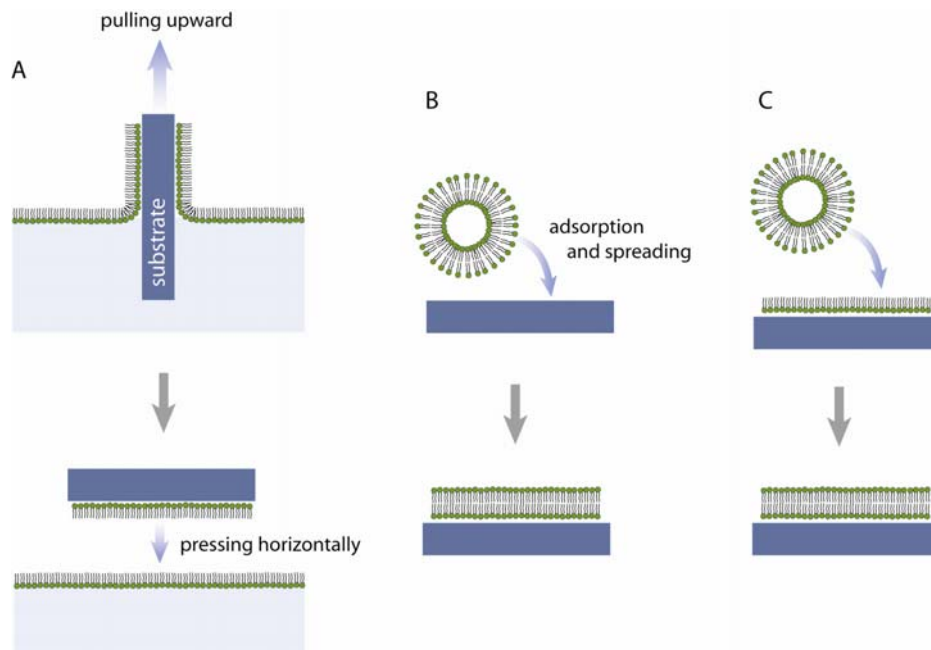 pulling upward
A
substrate
pressing horizontally
B
adsorption
and spreading
C